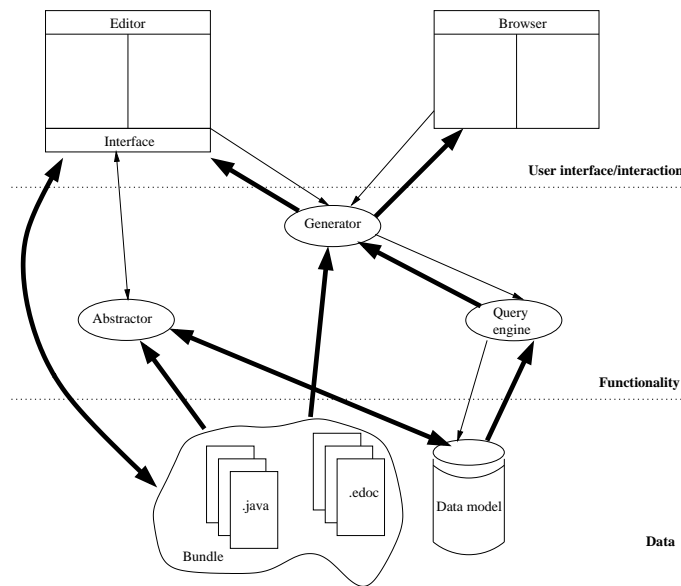 Editor
Browser
Interface
User interface/interaction
Generator
Abstractor
Query
engine
Functionality
.java
.edoc
Data model
Bundle
Data